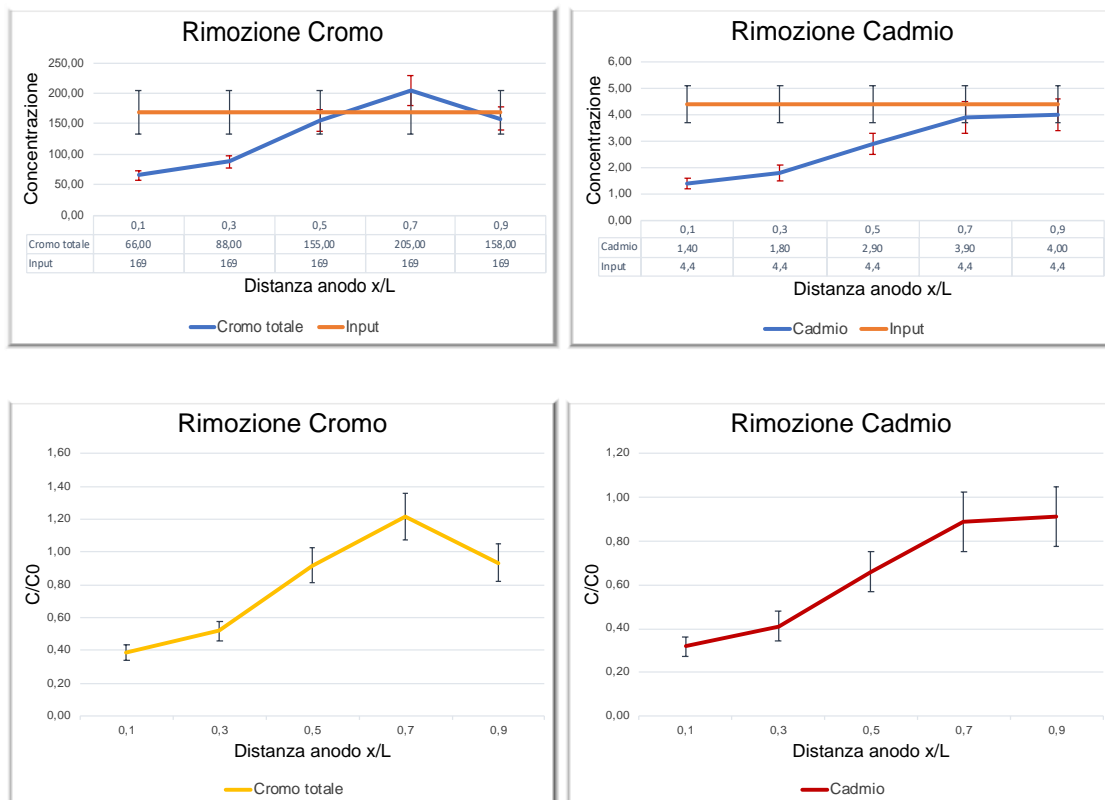 Rimozione Cromo
Concentrazione
250,00
200,00
150,00
100,00
50,00
0,00
0,1 0,3 0,5 0,7 0,9
Cromo totale 66,00 88,00 155,00 205,00 158,00
Input 169 169 169 169 169
Distanza anodo x/L
Cromo totale Input
Rimozione Cadmio
Concentrazione
6,00
5,00
4,00
3,00
2,00
1,00
0,00
0,1 0,3 0,5 0,7 0,9
Cadmio 1,40 1,80 2,90 3,90 4,00
Input 4,4 4,4 4,4 4,4 4,4
Distanza anodo x/L
Cadmio Input
Rimozione Cromo
C/C0
1,60
1,40
1,20
1,00
0,80
0,60
0,40
0,20
0,00
0,1 0,3 0,5 0,7 0,9
Distanza anodo x/L
Cromo totale
Rimozione Cadmio
C/C0
1,20
1,00
0,80
0,60
0,40
0,20
0,00
0,1 0,3 0,5 0,7 0,9
Distanza anodo x/L
Cadmio